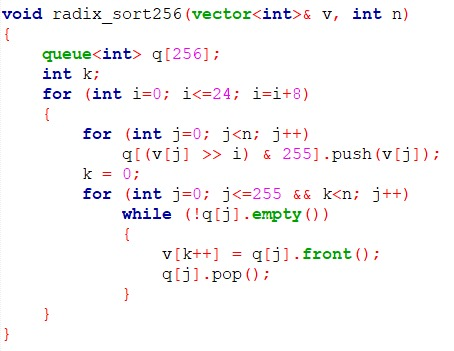 void radix_sort256(vector<int>& v, int n)
{
    queue<int> q[256];
    int k;
    for (int i=0; i<=24; i=i+8)
    {
        for (int j=0; j<n; j++)
            q[(v[j] >> i) & 255].push(v[j]);
        k = 0;
        for (int j=0; j<=255 && k<n; j++)
            while (!q[j].empty())
            {
                v[k++] = q[j].front();
                q[j].pop();
            }
    }
}